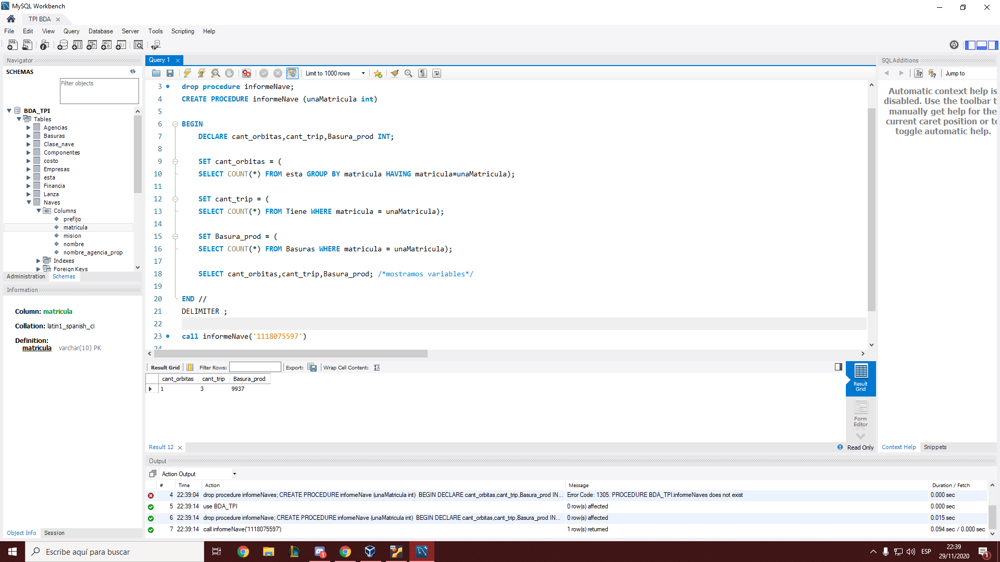 MySQL Workbench
TPI BDA
File Edit View Query Database Server Tools Scripting Help
Navigator
SCHEMAS
Filter objects
BDA_TPI
Tables
Agencias
Basuras
Clase_nave
Componentes
costo
Empresas
esta
Financia
Lanza
Naves
Columns
prefijo
matricula
mision
nombre
nombre_agencia_prop
Indexes
Foreign Keys
Administration Schemas
Information
Column: matricula
Collation: latin1_spanish_ci
Definition:
matricula varchar(10) PK
Object Info Session
Query 1
Limit to 1000 rows
3 drop procedure informeNave;
4 CREATE PROCEDURE informeNave (unaMatricula int)
5
6 BEGIN
7 DECLARE cant_orbitas,cant_trip,Basura_prod INT;
8
9 SET cant_orbitas = (
10 SELECT COUNT(*) FROM esta GROUP BY matricula HAVING matricula=unaMatricula);
11
12 SET cant_trip = (
13 SELECT COUNT(*) FROM Tiene WHERE matricula = unaMatricula);
14
15 SET Basura_prod = (
16 SELECT COUNT(*) FROM Basuras WHERE matricula = unaMatricula);
17
18 SELECT cant_orbitas,cant_trip,Basura_prod; /*mostramos variables*/
19
20 END //
21 DELIMITER ;
22
23 call informeNave('1118075597')
24
Result Grid Filter Rows: Export: Wrap Cell Content:
cant_orbitas cant_trip Basura_prod
1 3 9937
Result Grid
Form Editor
Result 12
Read Only
SQLAdditions
Jump to
Automatic context help is
disabled. Use the toolbar t
manually get help for the
current caret position or to
toggle automatic help.
Context Help Snippets
Output
Action Output
# Time Action Message Duration / Fetch
4 22:39:04 drop procedure informeNaves; CREATE PROCEDURE informeNave (unaMatricula int) BEGIN DECLARE cant_orbitas,cant_trip,Basura_prod IN... Error Code: 1305. PROCEDURE BDA_TPI.informeNaves does not exist 0.000 sec
5 22:39:14 use BDA_TPI 0 row(s) affected 0.000 sec
6 22:39:14 drop procedure informeNave; CREATE PROCEDURE informeNave (unaMatricula int) BEGIN DECLARE cant_orbitas,cant_trip,Basura_prod IN... 0 row(s) affected 0.015 sec
7 22:39:14 call informeNave('1118075597') 1 row(s) returned 0.094 sec / 0.000 sec
Escribe aquí para buscar
ESP
22:39
29/11/2020